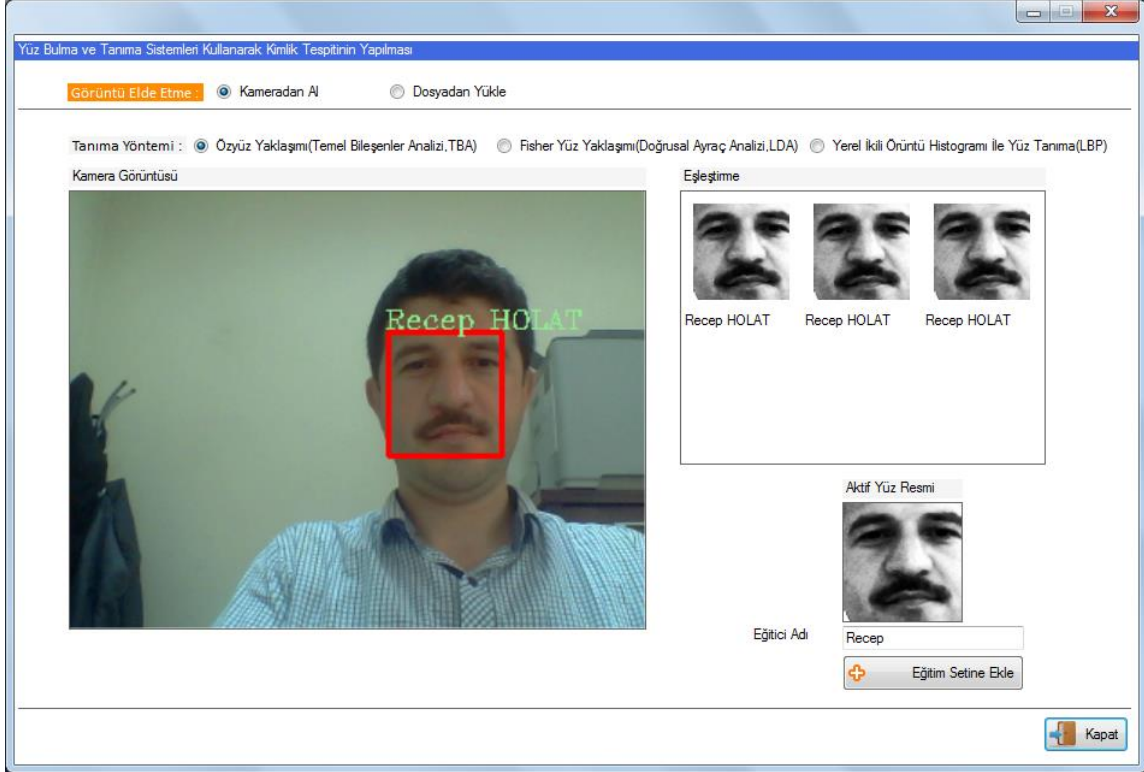 Yüz Bulma ve Tanıma Sistemleri Kullanarak Kimlik Tespitinin Yapılması
Görüntü Elde Etme : Kameradan Al Dosyadan Yükle
Tanıma Yöntemi : Özyüz Yaklaşımı(Temel Bileşenler Analizi,TBA) Fisher Yüz Yaklaşımı(Doğrusal Ayraç Analizi,LDA) Yerel İkili Örüntü Histogramı İle Yüz Tanıma(LBP)
Kamera Görüntüsü
Recep HOLAT
Eşleştirme
Recep HOLAT Recep HOLAT Recep HOLAT
Aktif Yüz Resmi
Eğitici Adı Recep
Eğitim Setine Ekle
Kapat